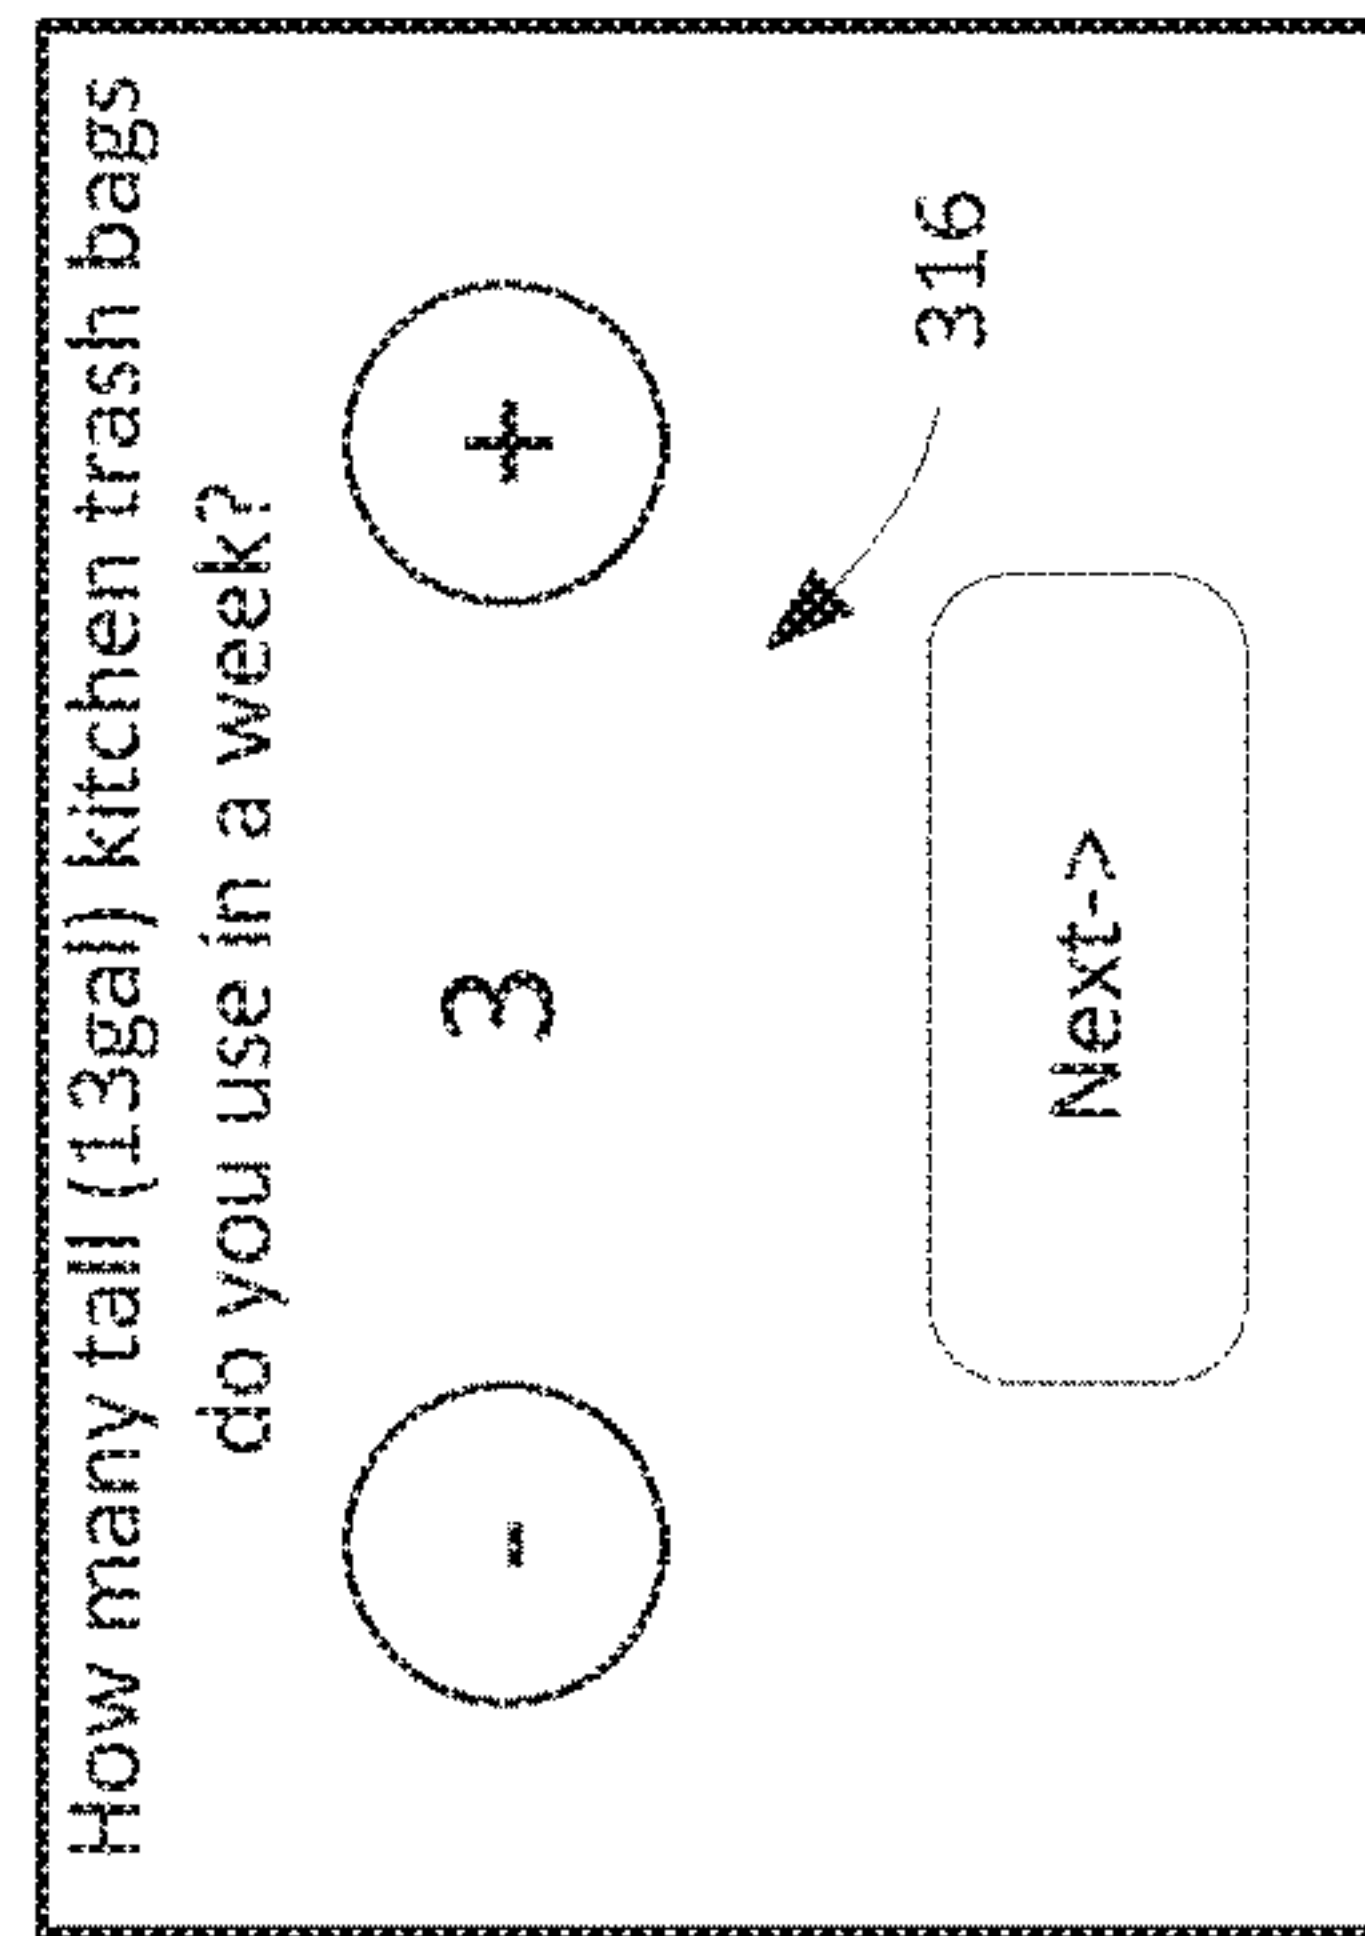 How many tall (13gal) kitchen trash bags
do you use in a week?
- 3 +
316
Next->